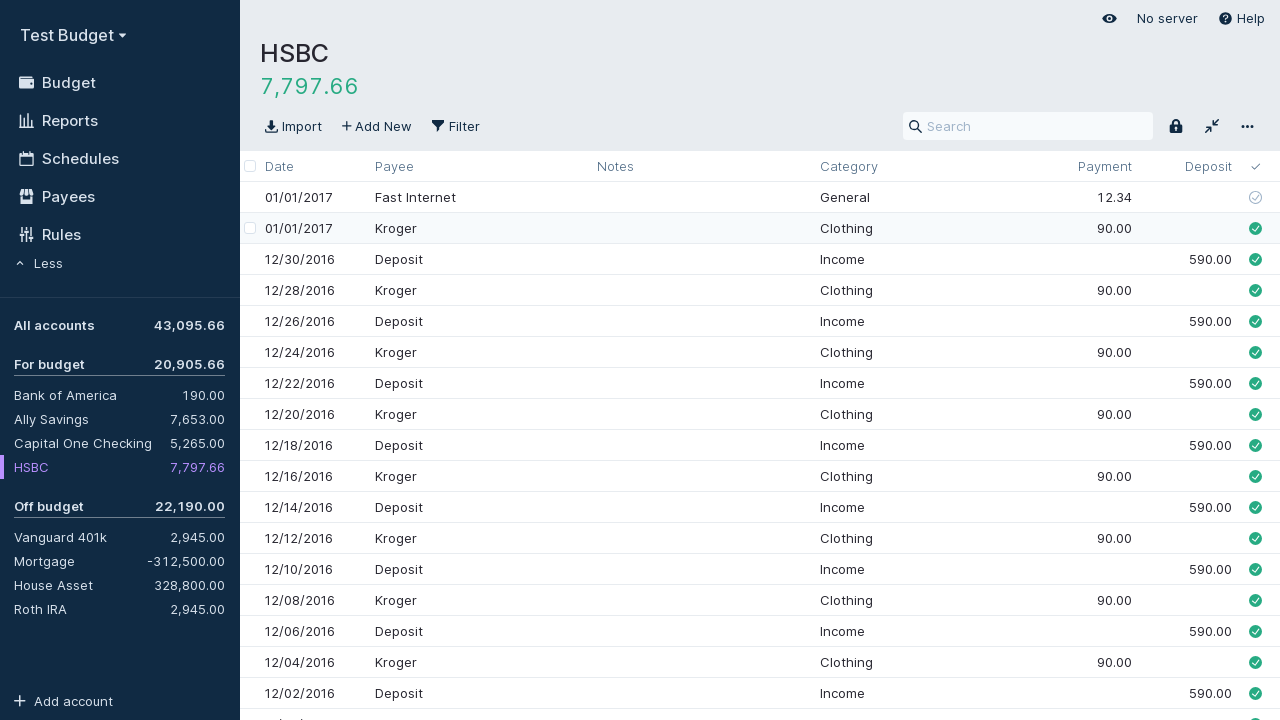 Test Budget
Budget
Reports
Schedules
Payees
Rules
Less
All accounts 43,095.66
For budget 20,905.66
Bank of America 190.00
Ally Savings 7,653.00
Capital One Checking 5,265.00
HSBC 7,797.66
Off budget 22,190.00
Vanguard 401k 2,945.00
Mortgage -312,500.00
House Asset 328,800.00
Roth IRA 2,945.00
Add account
No server Help
HSBC
7,797.66
Import Add New Filter Search
Date Payee Notes Category Payment Deposit
01/01/2017 Fast Internet General 12.34
01/01/2017 Kroger Clothing 90.00
12/30/2016 Deposit Income 590.00
12/28/2016 Kroger Clothing 90.00
12/26/2016 Deposit Income 590.00
12/24/2016 Kroger Clothing 90.00
12/22/2016 Deposit Income 590.00
12/20/2016 Kroger Clothing 90.00
12/18/2016 Deposit Income 590.00
12/16/2016 Kroger Clothing 90.00
12/14/2016 Deposit Income 590.00
12/12/2016 Kroger Clothing 90.00
12/10/2016 Deposit Income 590.00
12/08/2016 Kroger Clothing 90.00
12/06/2016 Deposit Income 590.00
12/04/2016 Kroger Clothing 90.00
12/02/2016 Deposit Income 590.00